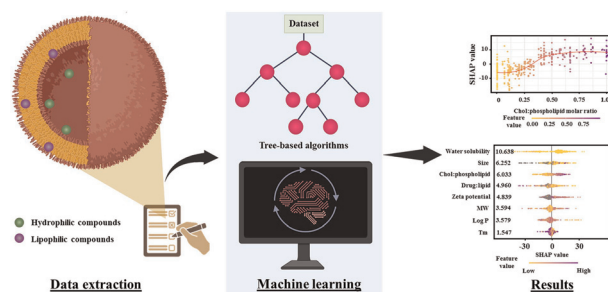 Hydrophilic compounds
Lipophilic compounds
Data extraction
Dataset
Tree-based algorithms
Machine learning
SHAP value
10
0
-10
0.00 0.25 0.50 0.75 1.0
Chol:phospholipid molar ratio
Feature value
0.00 0.25 0.50 0.75
Water solubility 10.638
Size 6.252
Chol:phospholipid 6.033
Drug:lipid 4.960
Zeta potential 4.839
MW 3.594
Log P 3.579
Tm 1.547
-30 0 30
SHAP value
Feature value
Low High
Results